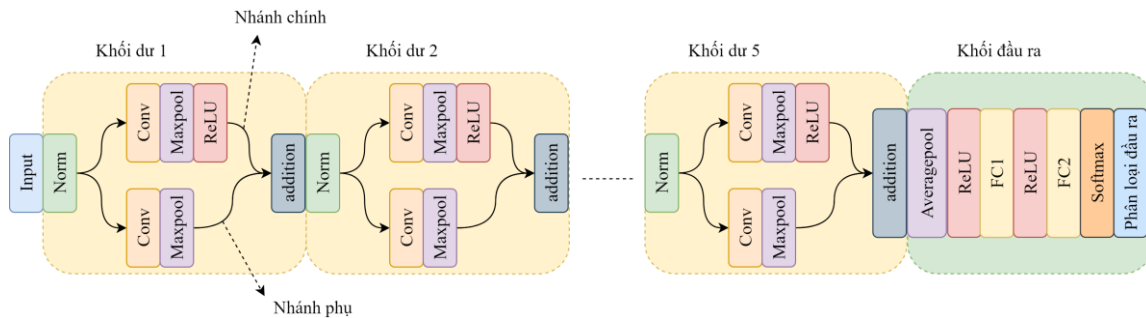 Nhánh chính
Khối dư 1
Khối dư 2
Khối dư 5
Khối đầu ra
Input
Norm
Conv
Maxpool
ReLU
Conv
Maxpool
addition
Norm
Conv
Maxpool
ReLU
Conv
Maxpool
addition
Norm
Conv
Maxpool
ReLU
Conv
Maxpool
addition
Averagepool
ReLU
FC1
ReLU
FC2
Softmax
Phân loại đầu ra
Nhánh phụ